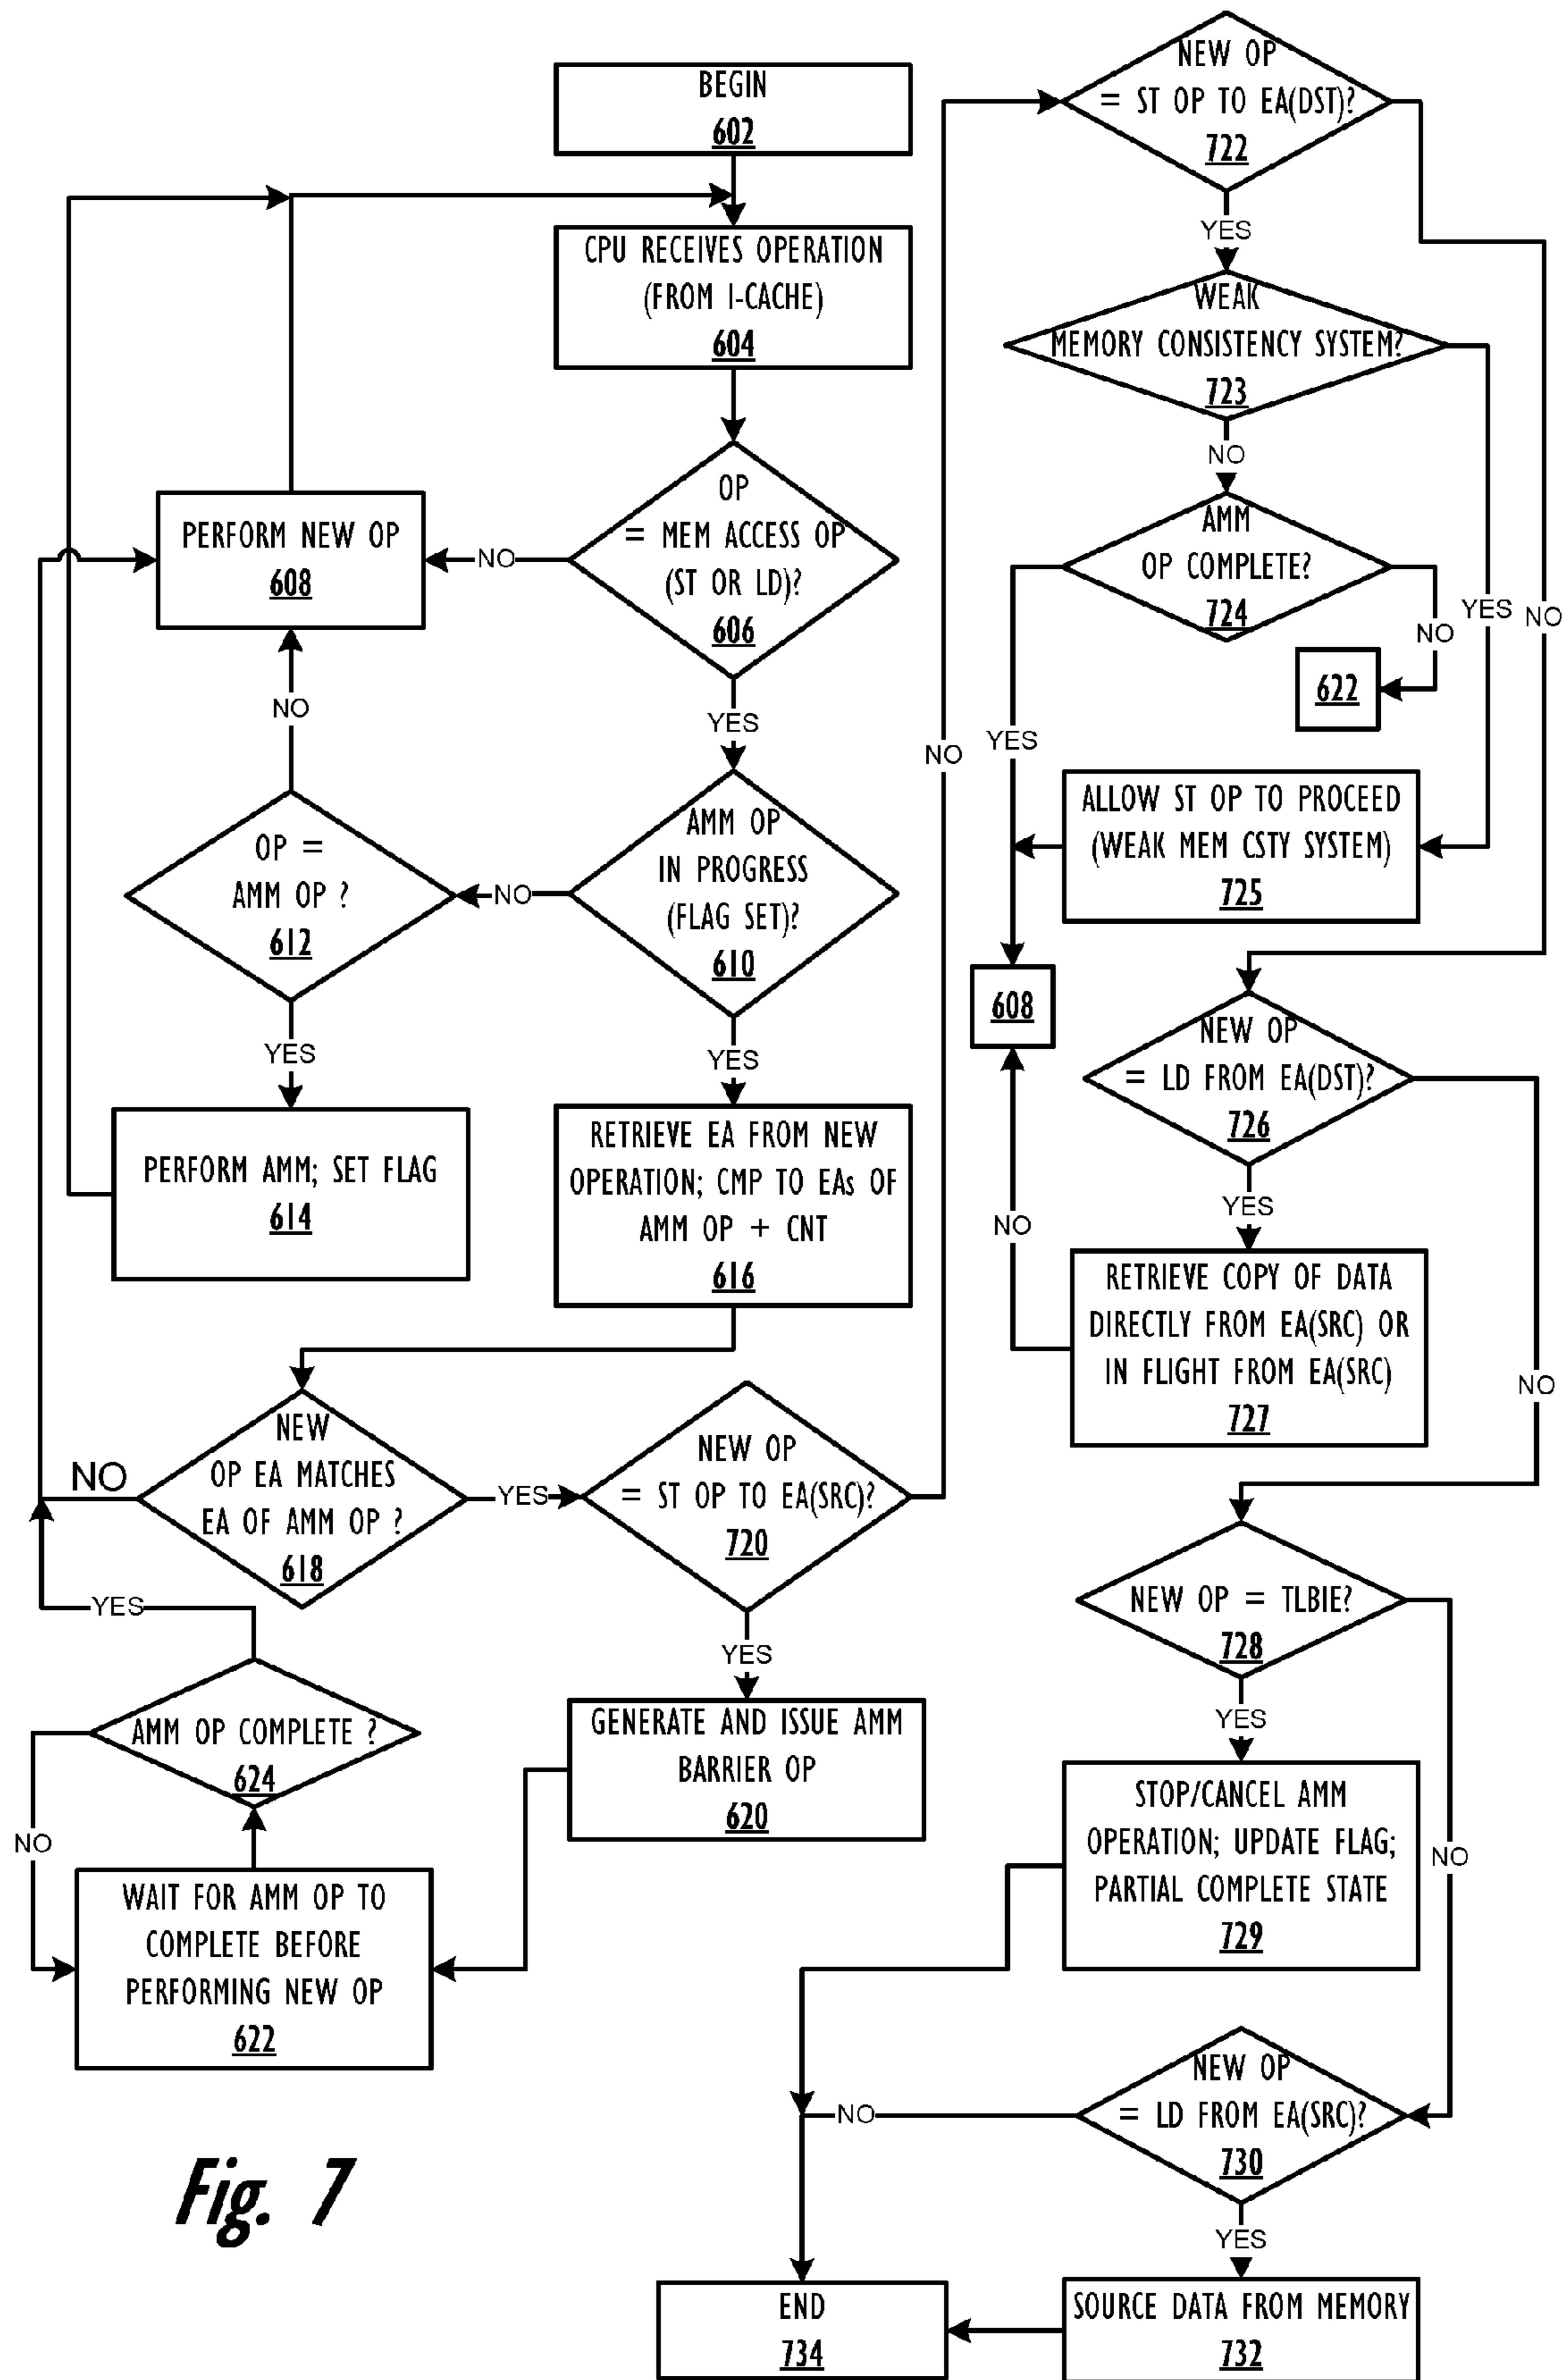 BEGIN
602
CPU RECEIVES OPERATION
(FROM I-CACHE)
604
OP
= MEM ACCESS OP
(ST OR LD)?
606
NO
PERFORM NEW OP
608
YES
NO
AMM OP
IN PROGRESS
(FLAG SET)?
610
NO
OP =
AMM OP ?
612
YES
YES
PERFORM AMM; SET FLAG
614
RETRIEVE EA FROM NEW
OPERATION; CMP TO EAs OF
AMM OP + CNT
616
NEW
OP EA MATCHES
EA OF AMM OP ?
618
NO
YES
NEW OP
= ST OP TO EA(SRC)?
720
NO
YES
GENERATE AND ISSUE AMM
BARRIER OP
620
YES
AMM OP COMPLETE ?
624
NO
WAIT FOR AMM OP TO
COMPLETE BEFORE
PERFORMING NEW OP
622
NEW OP
= ST OP TO EA(DST)?
722
YES
NO
WEAK
MEMORY CONSISTENCY SYSTEM?
723
NO
YES
AMM
OP COMPLETE?
724
NO
622
YES
ALLOW ST OP TO PROCEED
(WEAK MEM CSTY SYSTEM)
725
608
NEW OP
= LD FROM EA(DST)?
726
YES
NO
NO
RETRIEVE COPY OF DATA
DIRECTLY FROM EA(SRC) OR
IN FLIGHT FROM EA(SRC)
727
NEW OP = TLBIE?
728
YES
NO
STOP/CANCEL AMM
OPERATION; UPDATE FLAG;
PARTIAL COMPLETE STATE
729
NEW OP
= LD FROM EA(SRC)?
730
NO
YES
SOURCE DATA FROM MEMORY
732
END
734
Fig. 7